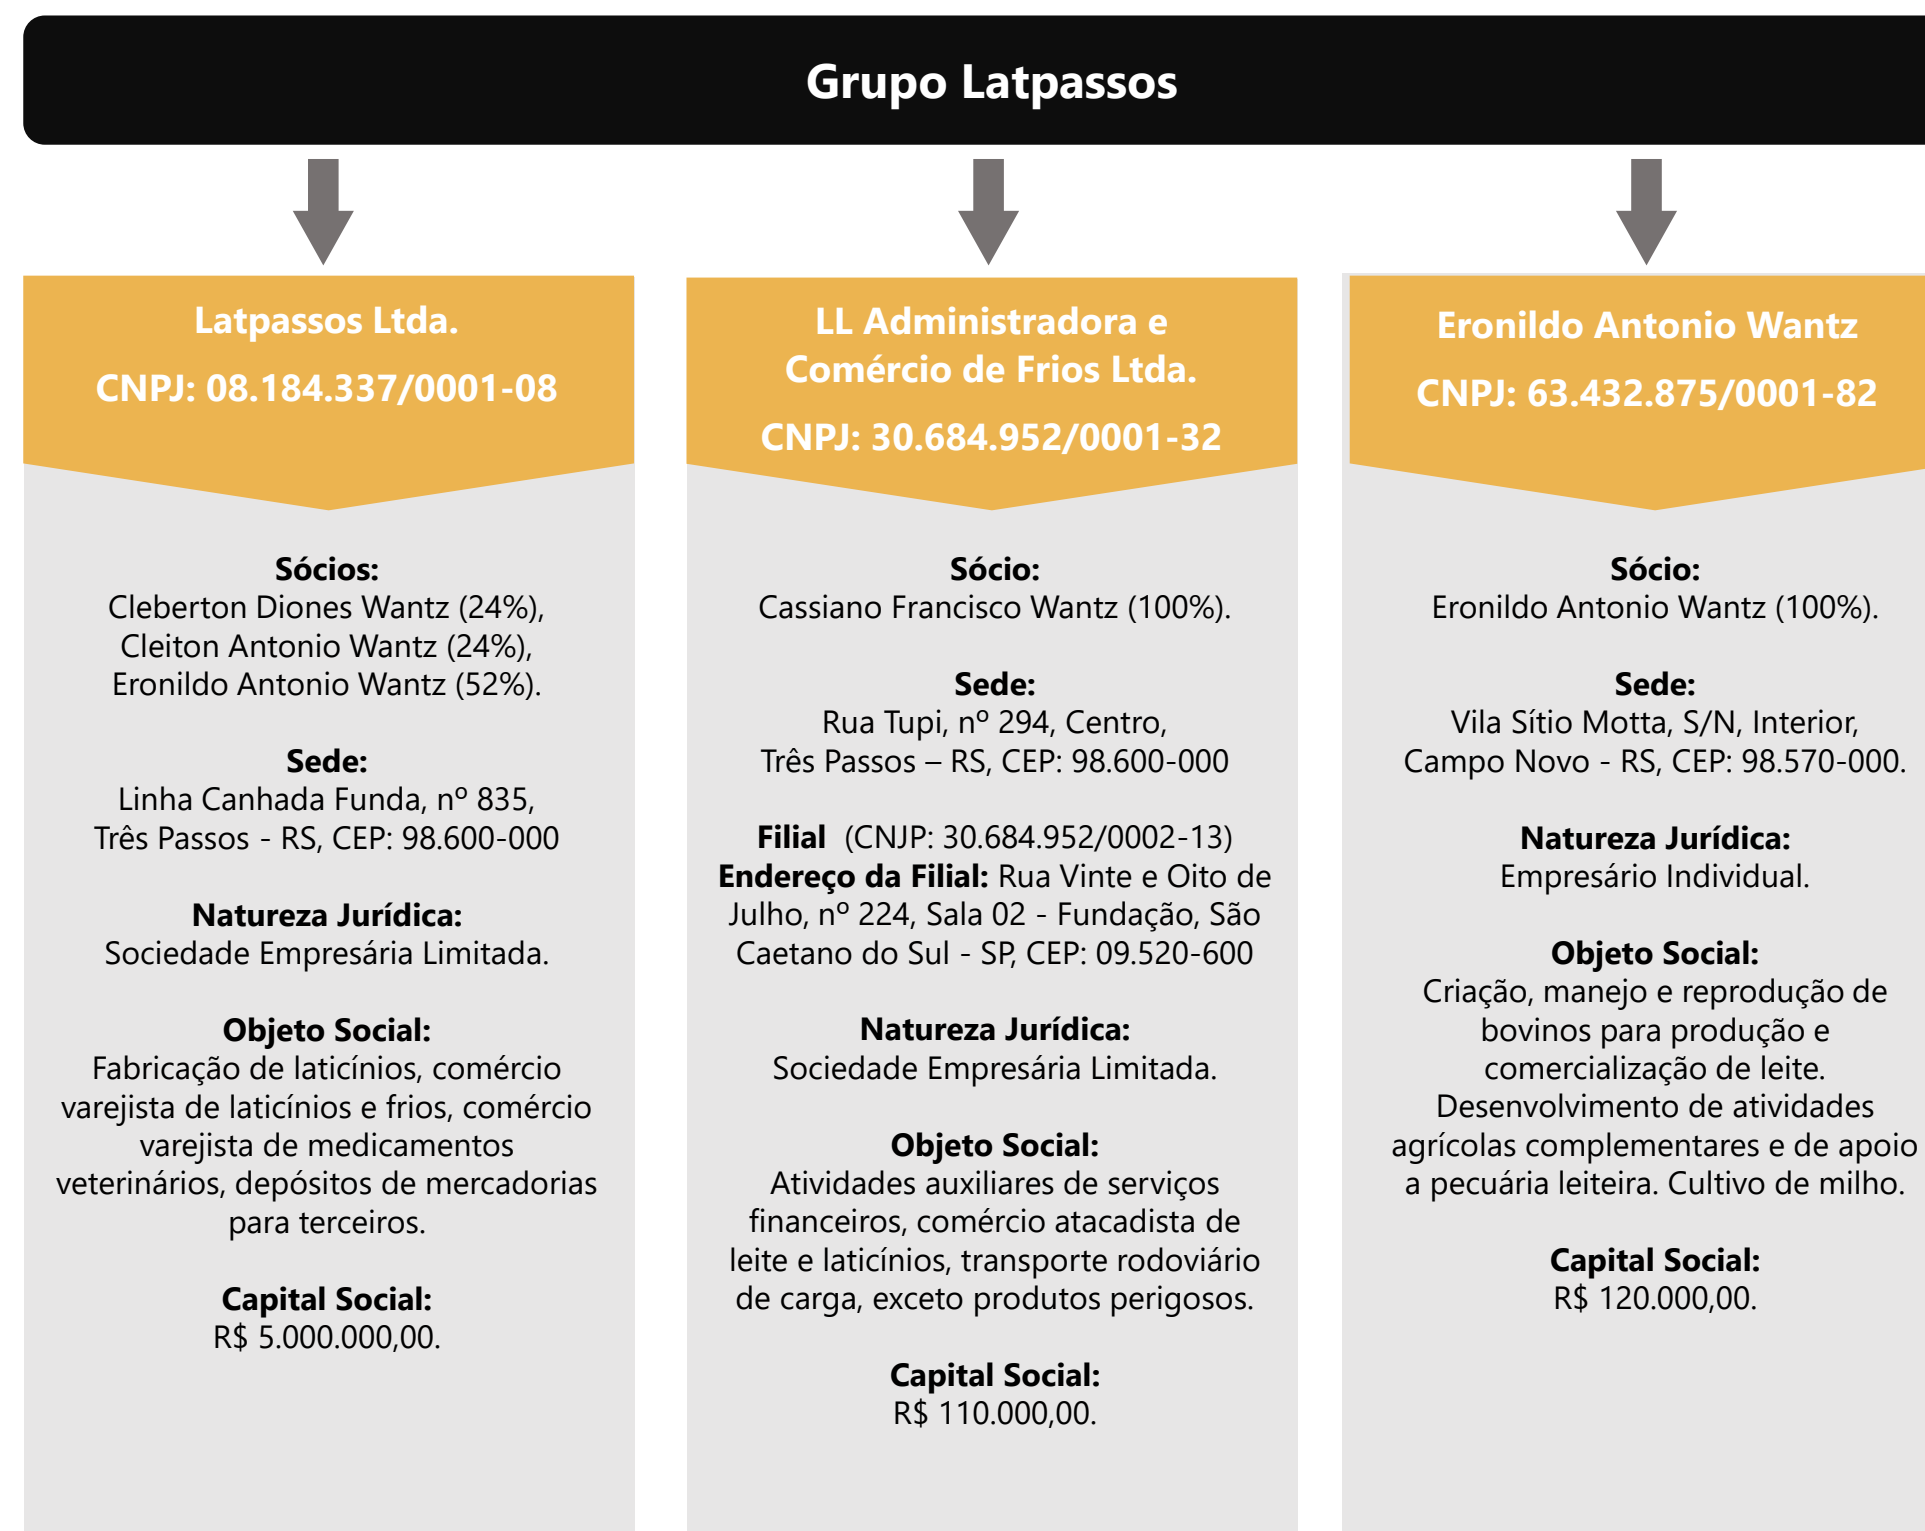 Grupo Latpassos
Latpassos Ltda.
CNPJ: 08.184.337/0001-08
Sócios:
Cleberton Diones Wantz (24%),
Cleiton Antonio Wantz (24%),
Eronildo Antonio Wantz (52%).
Sede:
Linha Canhada Funda, nº 835,
Três Passos - RS, CEP: 98.600-000
Natureza Jurídica:
Sociedade Empresária Limitada.
Objeto Social:
Fabricação de laticínios, comércio
varejista de laticínios e frios, comércio
varejista de medicamentos
veterinários, depósitos de mercadorias
para terceiros.
Capital Social:
R$ 5.000.000,00.
LL Administradora e
Comércio de Frios Ltda.
CNPJ: 30.684.952/0001-32
Sócio:
Cassiano Francisco Wantz (100%).
Sede:
Rua Tupi, nº 294, Centro,
Três Passos – RS, CEP: 98.600-000
Filial (CNJP: 30.684.952/0002-13)
Endereço da Filial: Rua Vinte e Oito de
Julho, nº 224, Sala 02 - Fundação, São
Caetano do Sul - SP, CEP: 09.520-600
Natureza Jurídica:
Sociedade Empresária Limitada.
Objeto Social:
Atividades auxiliares de serviços
financeiros, comércio atacadista de
leite e laticínios, transporte rodoviário
de carga, exceto produtos perigosos.
Capital Social:
R$ 110.000,00.
Eronildo Antonio Wantz
CNPJ: 63.432.875/0001-82
Sócio:
Eronildo Antonio Wantz (100%).
Sede:
Vila Sítio Motta, S/N, Interior,
Campo Novo - RS, CEP: 98.570-000.
Natureza Jurídica:
Empresário Individual.
Objeto Social:
Criação, manejo e reprodução de
bovinos para produção e
comercialização de leite.
Desenvolvimento de atividades
agrícolas complementares e de apoio
a pecuária leiteira. Cultivo de milho.
Capital Social:
R$ 120.000,00.